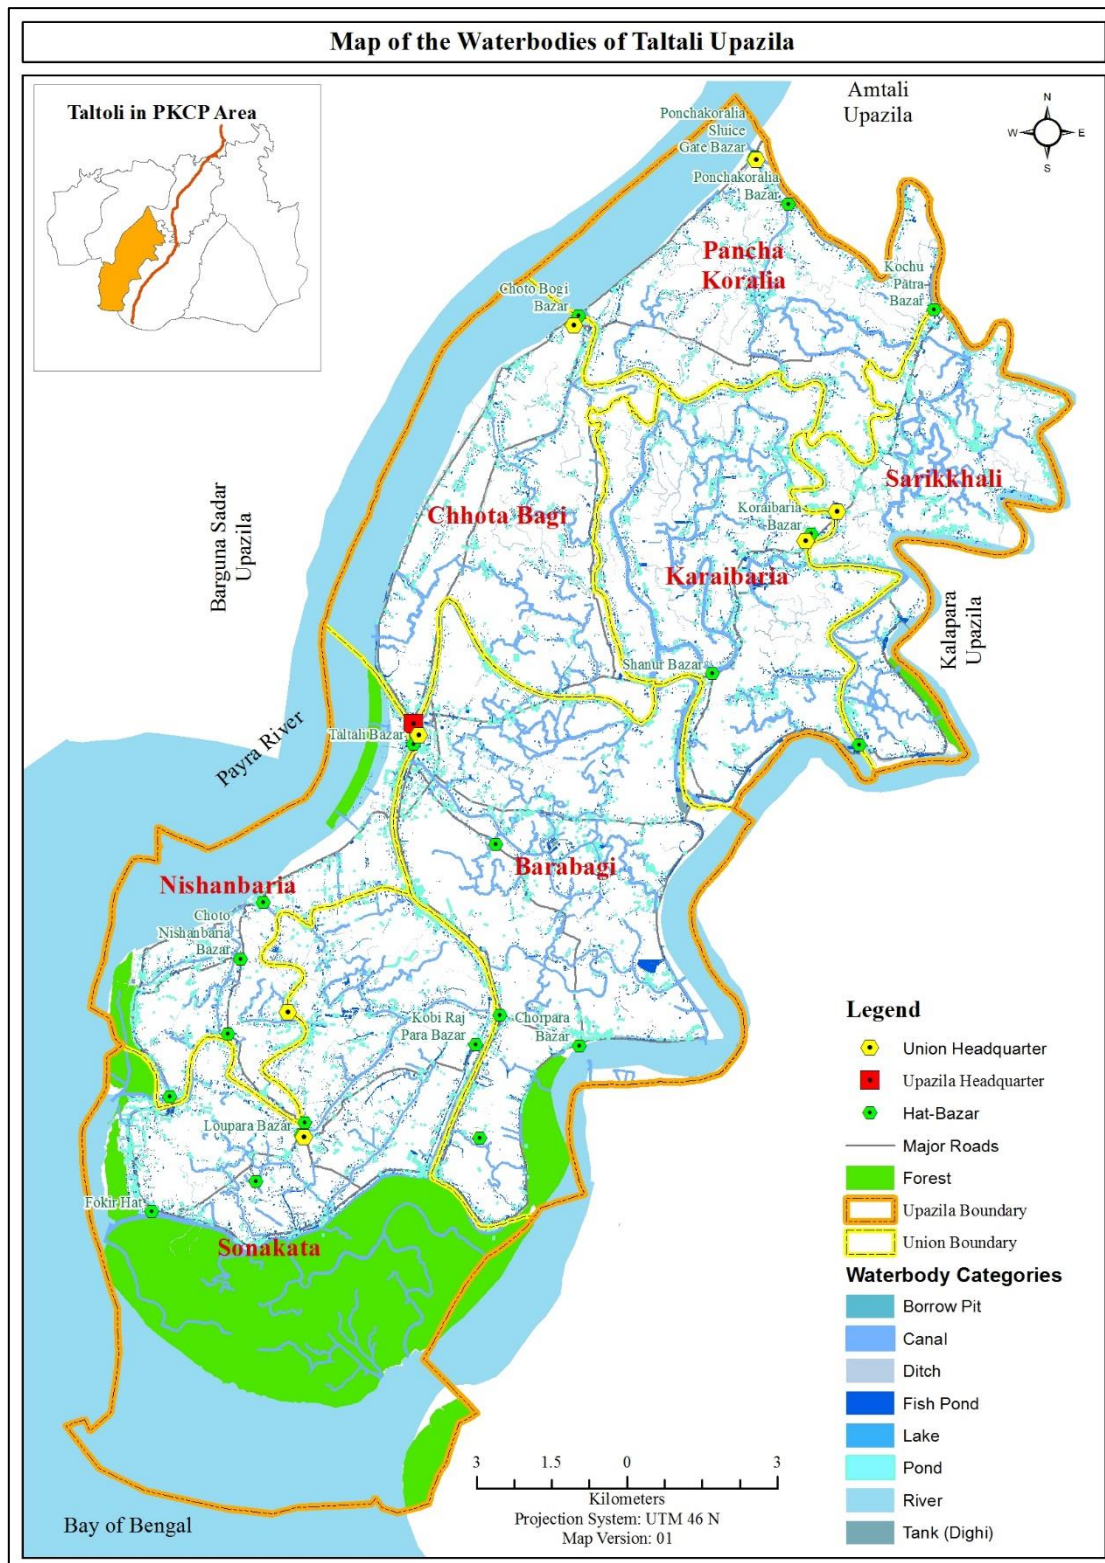 Map of the Waterbodies of Taltali Upazila
Taltoli in PKCP Area
Amtali
Upazila
N
W
E
S
Ponchakoralia
Sluice
Gate Bazar
Ponchakoralia
Bazar
Pancha
Koralia
Kochu
Patra
Bazar
Choto Bogi
Bazar
Sarikkhali
Chhota Bagi
Koraibaria
Bazar
Karaibaria
Barguna Sadar
Upazila
Kalapara
Upazila
Shanur Bazar
Taltali Bazar
Payra River
Barabagi
Nishanbaria
Choto
Nishanbaria
Bazar
Kobi Raj
Para Bazar
Chorpara
Bazar
Loupara Bazar
Fokir Hat
Sonakata
Bay of Bengal
3
1.5
0
3
Kilometers
Projection System: UTM 46 N
Map Version: 01
Legend
Union Headquarter
Upazila Headquarter
Hat-Bazar
Major Roads
Forest
Upazila Boundary
Union Boundary
Waterbody Categories
Borrow Pit
Canal
Ditch
Fish Pond
Lake
Pond
River
Tank (Dighi)